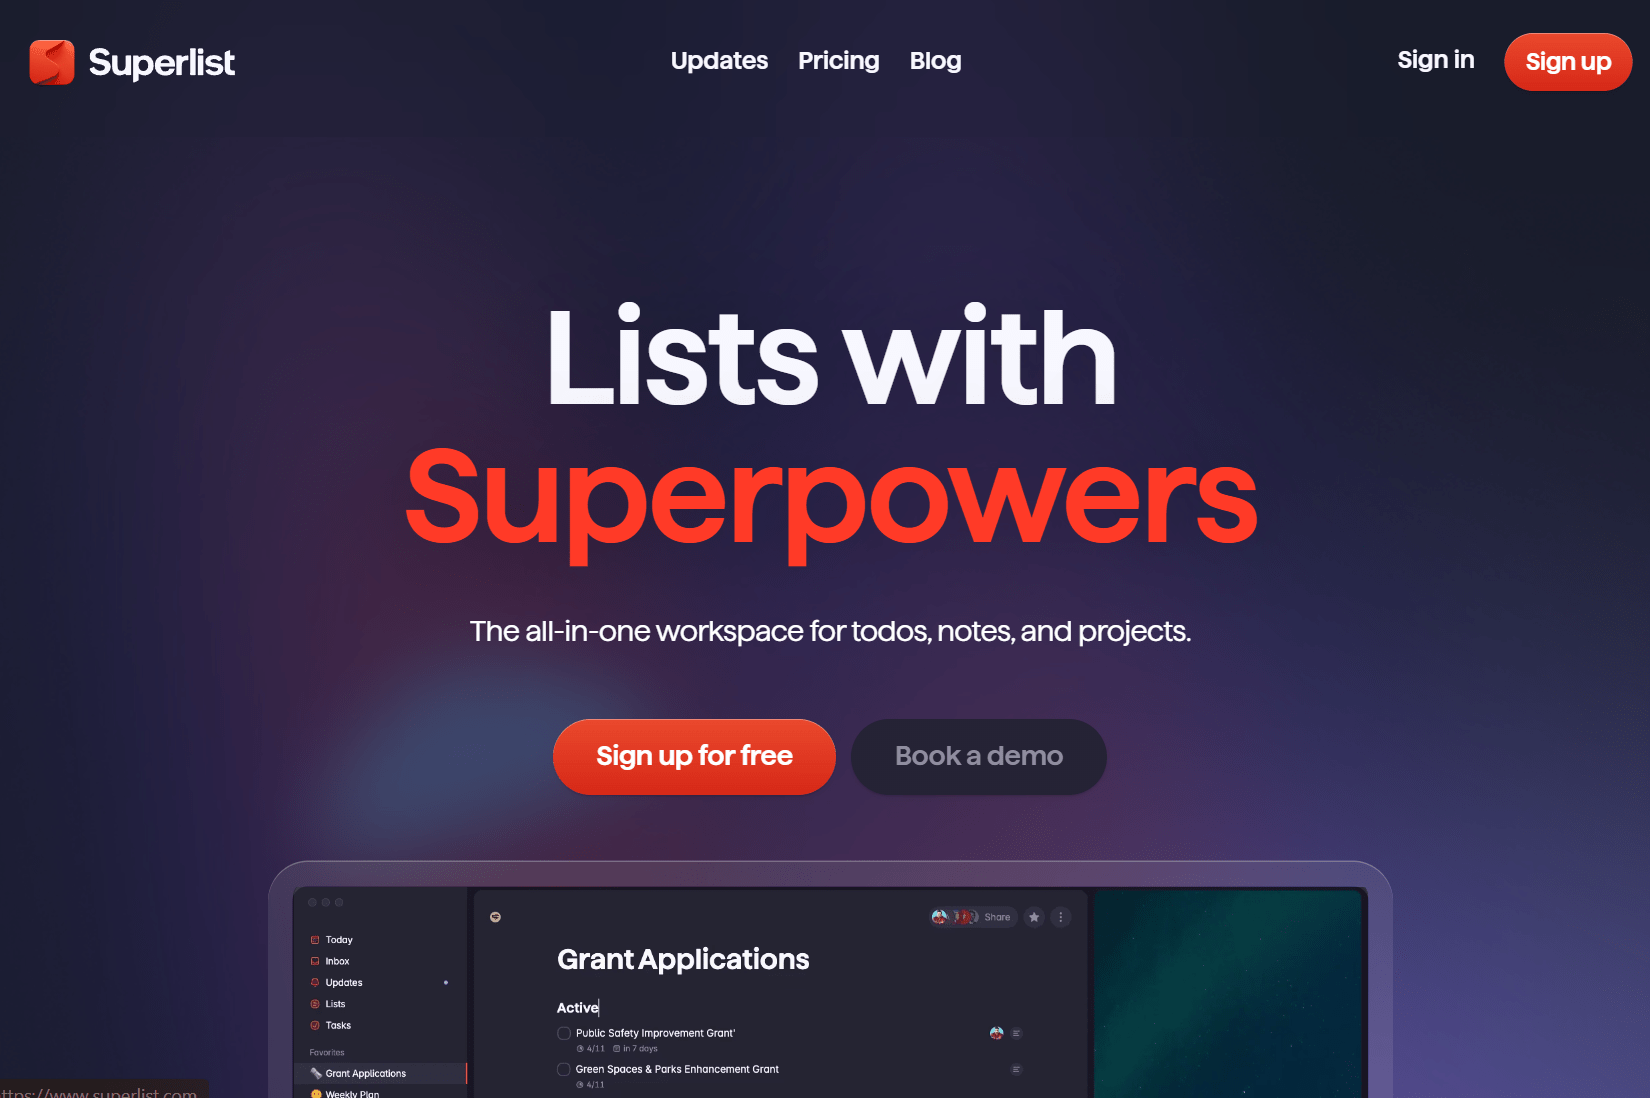 Superlist
Updates Pricing Blog
Sign in
Sign up
Lists with
Superpowers
The all-in-one workspace for todos, notes, and projects.
Sign up for free
Book a demo
Share
Today
Inbox
Updates
Lists
Tasks
Favorites
Grant Applications
Weekly Plan
Grant Applications
Active
Public Safety Improvement Grant'
4/11 in 7 days
Green Spaces & Parks Enhancement Grant
4/11
ttps://www.superlist.com